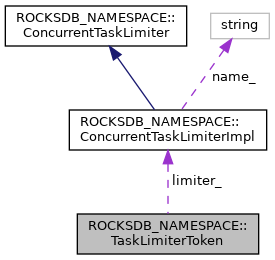 ROCKSDB_NAMESPACE::
ConcurrentTaskLimiter
string
name_
ROCKSDB_NAMESPACE::
ConcurrentTaskLimiterImpl
limiter_
ROCKSDB_NAMESPACE::
TaskLimiterToken